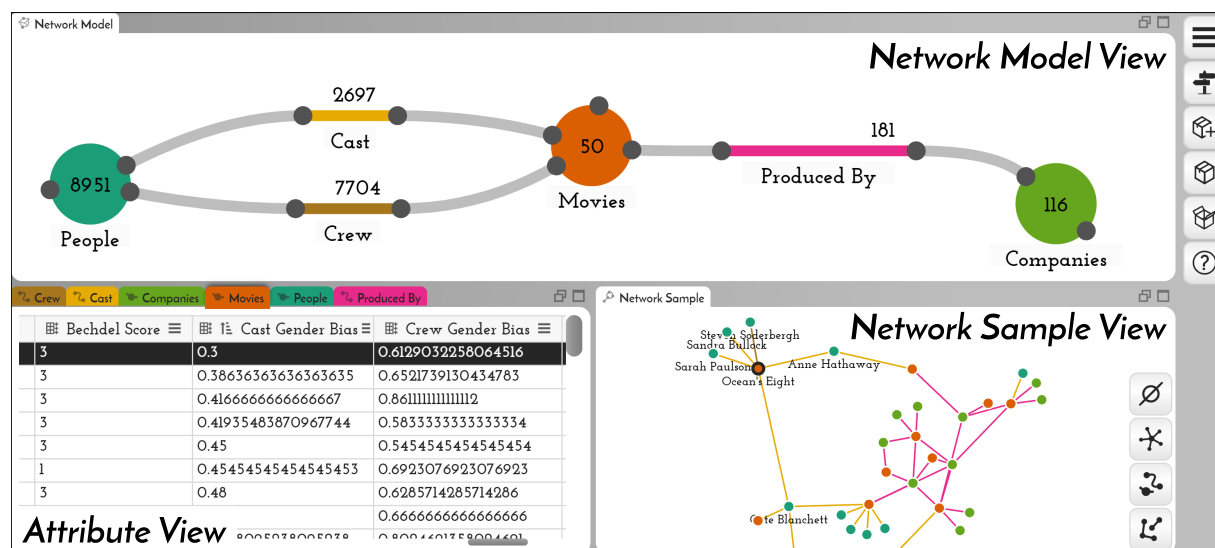 Network Model
Network Model View
2697
Cast
8951
People
7704
Crew
50
Movies
181
Produced By
116
Companies
Crew
Cast
Companies
Movies
People
Produced By
Bechdel Score Cast Gender Bias Crew Gender Bias
3 0.3 0.6129032258064516
3 0.38636363636363635 0.6521739130434783
3 0.4166666666666667 0.8611111111111112
3 0.41935483870967744 0.5833333333333334
3 0.45 0.5454545454545454
1 0.45454545454545453 0.6923076923076923
3 0.48 0.6285714285714286
0.6666666666666666
Attribute View
Network Sample
Network Sample View
Steven Soderbergh
Sandra Bullock
Sarah Paulson
Ocean's Eight
Anne Hathaway
Blanchett